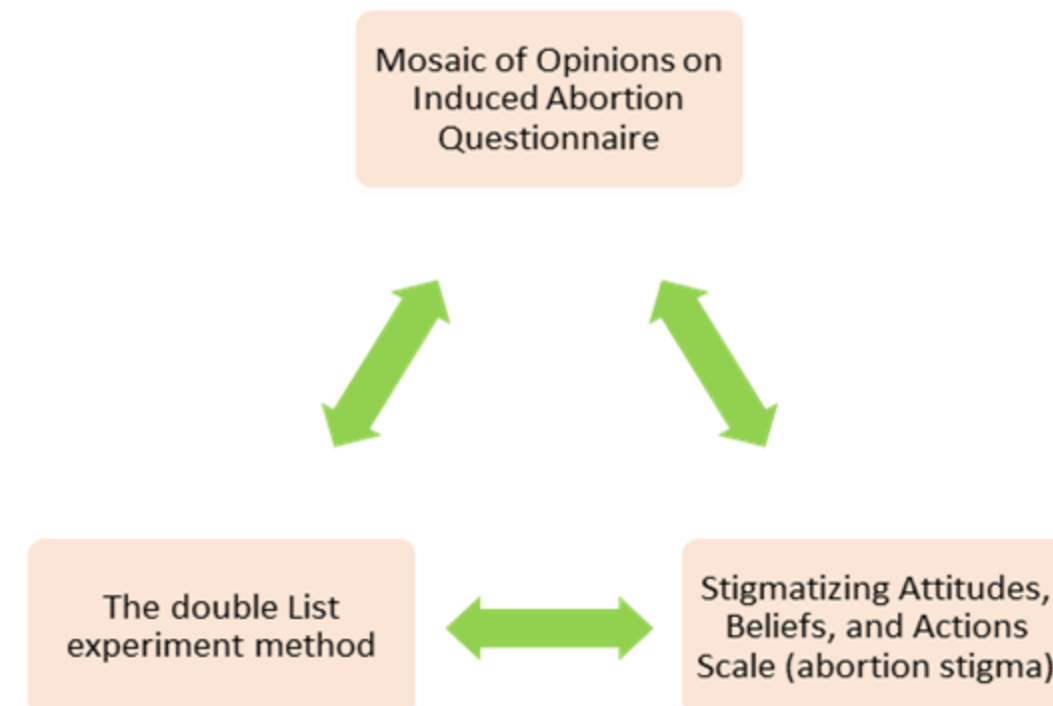 Mosaic of Opinions on
Induced Abortion
Questionnaire
The double List
experiment method
Stigmatizing Attitudes,
Beliefs, and Actions
Scale (abortion stigma)